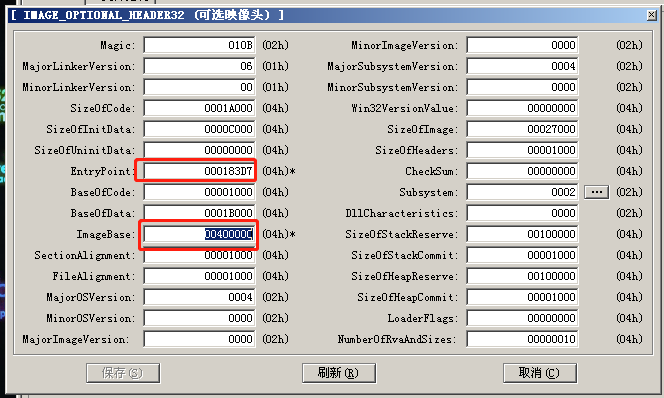 [ IMAGE_OPTIONAL_HEADER32 (可选映像头) ]
Magic: 010B (02h) MinorImageVersion: 0000 (02h)
MajorLinkerVersion: 06 (01h) MajorSubsystemVersion: 0004 (02h)
MinorLinkerVersion: 00 (01h) MinorSubsystemVersion: 0000 (02h)
SizeOfCode: 0001A000 (04h) Win32VersionValue: 00000000 (04h)
SizeOfInitData: 0000C000 (04h) SizeOfImage: 00027000 (04h)
SizeOfUninitData: 00000000 (04h) SizeOfHeaders: 00001000 (04h)
EntryPoint: 000183D7 (04h)* CheckSum: 00000000 (04h)
BaseOfCode: 00001000 (04h) Subsystem: 0002 ... (02h)
BaseOfData: 0001B000 (04h) DllCharacteristics: 0000 (02h)
ImageBase: 00400000 (04h)* SizeOfStackReserve: 00100000 (04h)
SectionAlignment: 00001000 (04h) SizeOfStackCommit: 00001000 (04h)
FileAlignment: 00001000 (04h) SizeOfHeapReserve: 00100000 (04h)
MajorOSVersion: 0004 (02h) SizeOfHeapCommit: 00001000 (04h)
MinorOSVersion: 0000 (02h) LoaderFlags: 00000000 (04h)
MajorImageVersion: 0000 (02h) NumberOfRvaAndSizes: 00000010 (04h)
保存(S) 刷新(R) 取消(C)